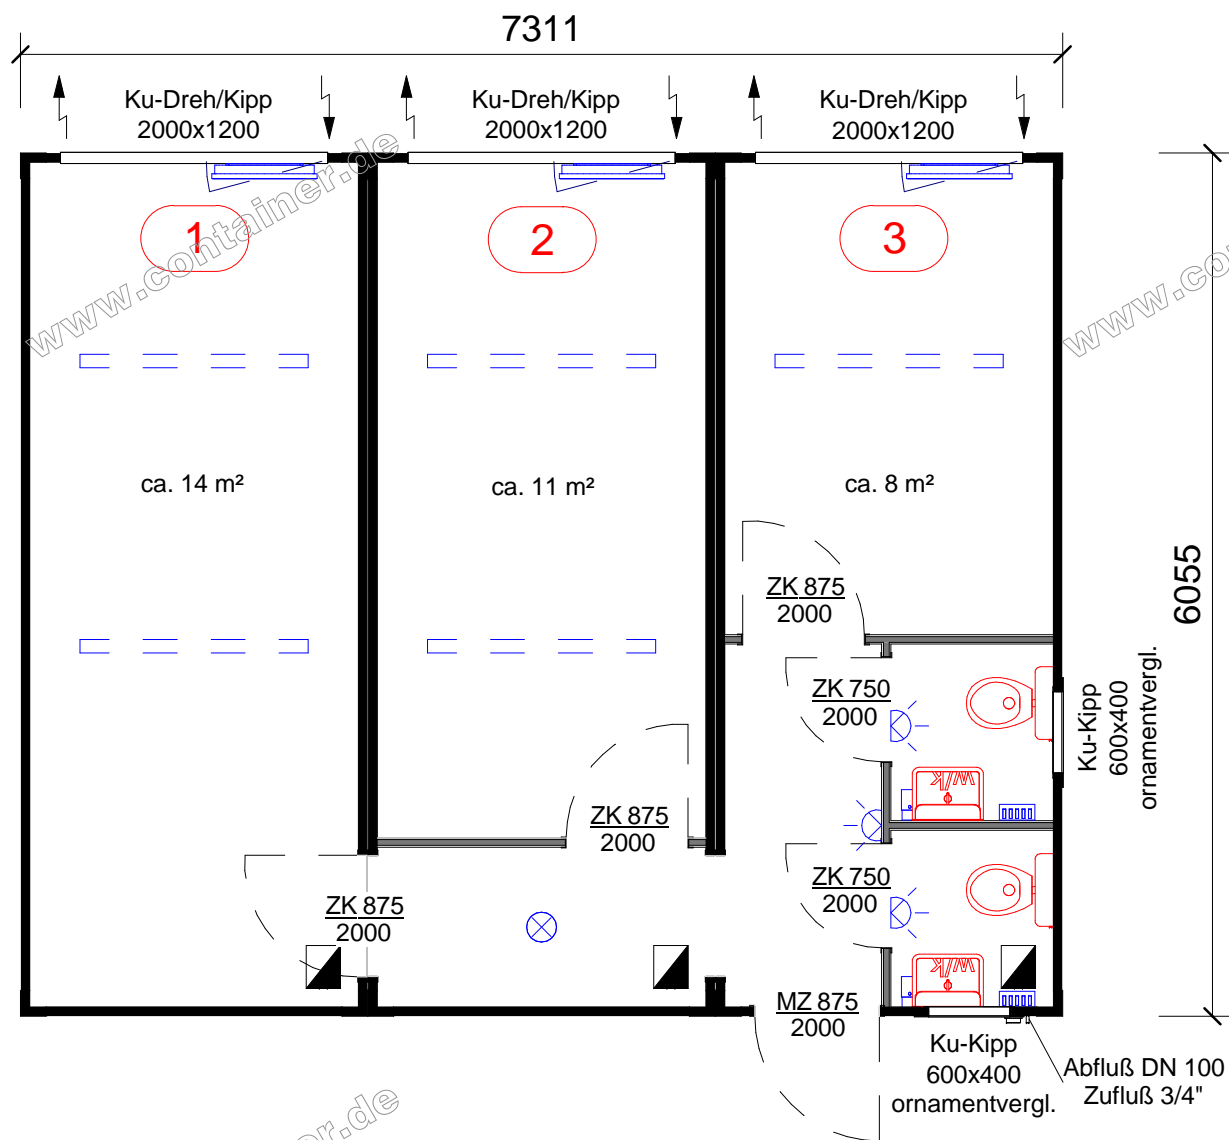 7311
Ku-Dreh/Kipp
2000x1200
Ku-Dreh/Kipp
2000x1200
Ku-Dreh/Kipp
2000x1200
www.container.de
www.co
1
2
3
ca. 14 m²
ca. 11 m²
ca. 8 m²
6055
ZK 875
2000
ZK 750
2000
Ku-Kipp
600x400
ornamentvergl.
W/K
ZK 875
2000
ZK 750
2000
ZK 875
2000
W/K
MZ 875
2000
Ku-Kipp
600x400
ornamentvergl.
Abfluß DN 100
Zufluß 3/4"
er.de